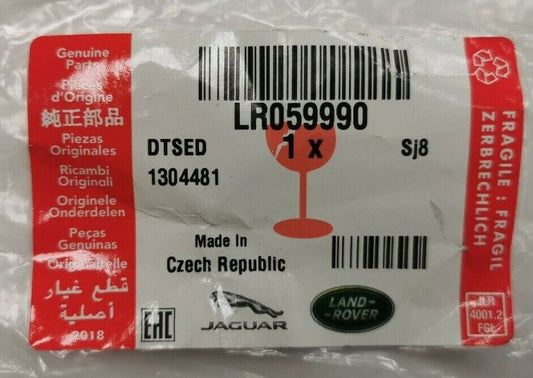 Genuine
Parts
Pièces
d'Origine
純正部品
Piezas
Originales
Ricambi
Originali
Originele
Onderdelen
Peças
Genuinas
Originalteile
قطع غيار
أصلية
2018
LR059990
DTSED
1 x
Sj8
1304481
Made In
Czech Republic
EAC
JAGUAR
LAND-
-ROVER
FRAGILE : FRAGIL
ZERBRECHLICH
JLR
4001.2
FGL